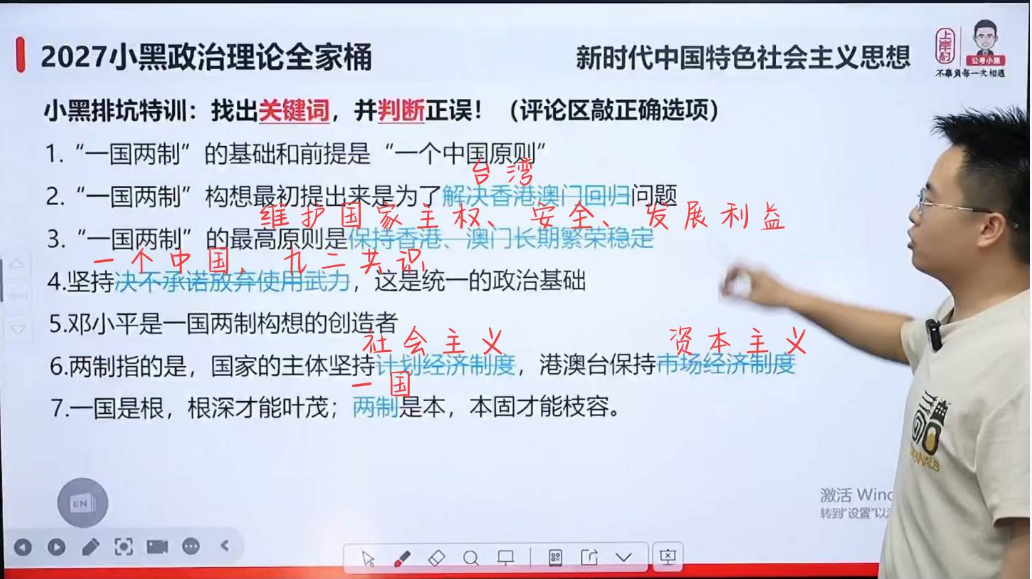 2027小黑政治理论全家桶
新时代中国特色社会主义思想
上岸的
公考小黑
不辜负每一次相遇
小黑排坑特训：找出关键词，并判断正误！（评论区敲正确选项）
1.“一国两制”的基础和前提是“一个中国原则”
台湾
2.“一国两制”构想最初提出来是为了解决香港澳门回归问题
维护国家主权、安全、发展利益
3.“一国两制”的最高原则是保持香港、澳门长期繁荣稳定
一个中国，九二共识
4.坚持决不承诺放弃使用武力，这是统一的政治基础
5.邓小平是一国两制构想的创造者
社会主义 资本主义
6.两制指的是，国家的主体坚持计划经济制度，港澳台保持市场经济制度
一国
7.一国是根，根深才能叶茂；两制是本，本固才能枝容。
EN
激活 Wind
转到“设置”以